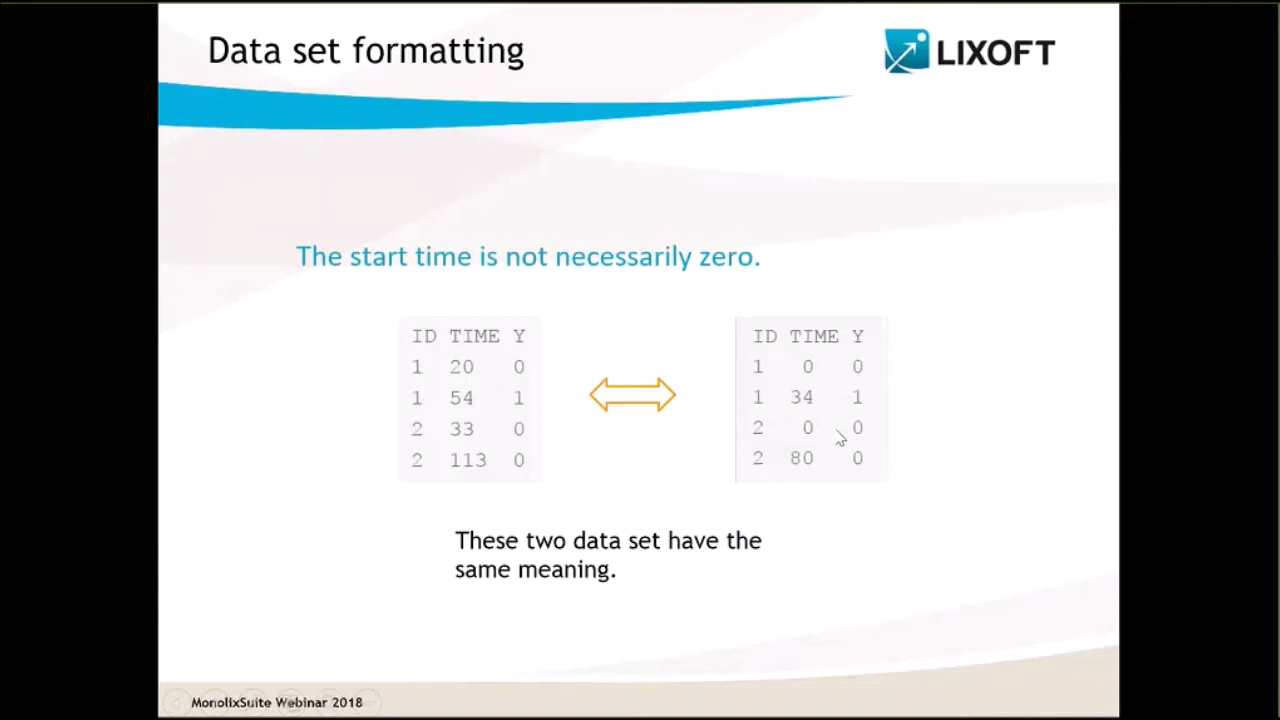 Data set formatting
LIXOFT
The start time is not necessarily zero.
ID TIME Y
1 20 0
1 54 1
2 33 0
2 113 0
ID TIME Y
1 0 0
1 34 1
2 0 0
2 80 0
These two data set have the
same meaning.
MonolixSuite Webinar 2018